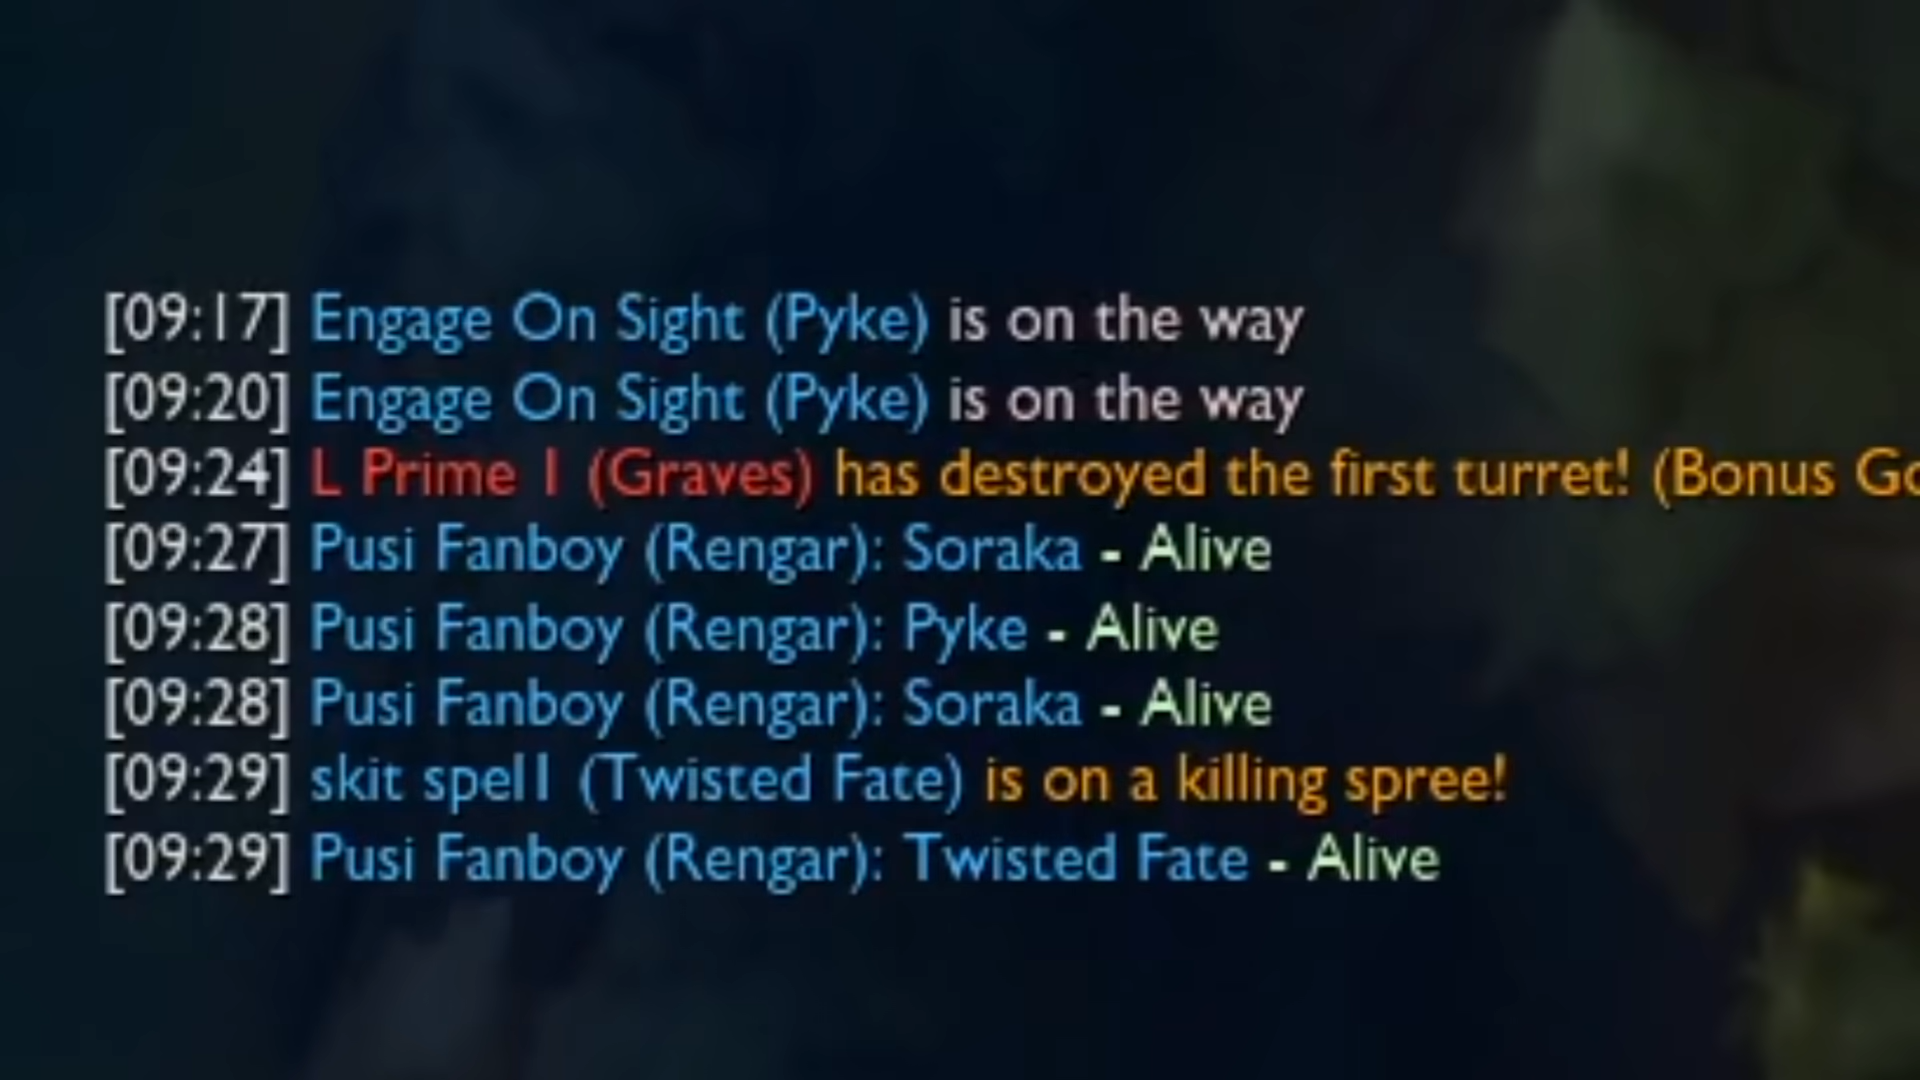 [09:17] Engage On Sight (Pyke) is on the way
[09:20] Engage On Sight (Pyke) is on the way
[09:24] L Prime 1 (Graves) has destroyed the first turret! (Bonus
[09:27] Pusi Fanboy (Rengar): Soraka - Alive
[09:28] Pusi Fanboy (Rengar): Pyke - Alive
[09:28] Pusi Fanboy (Rengar): Soraka - Alive
[09:29] skit spel1 (Twisted Fate) is on a killing spree!
[09:29] Pusi Fanboy (Rengar): Twisted Fate - Alive